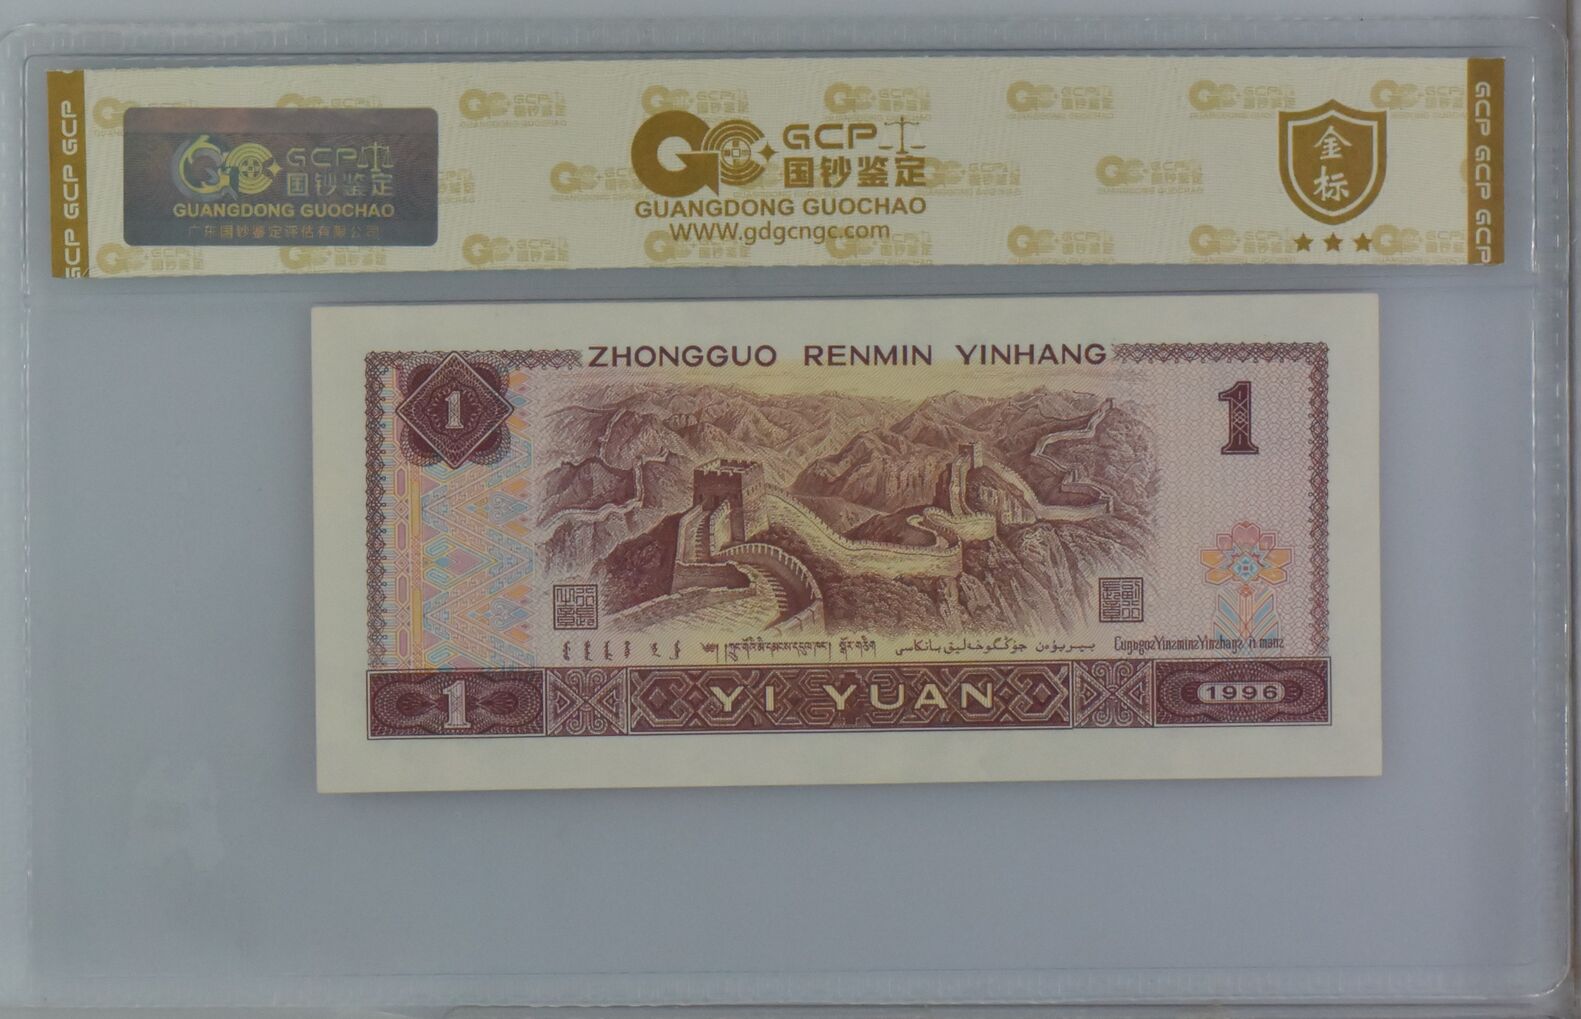 GCP GCP GCP
GCP
国钞鉴定
GUANGDONG GUOCHAO
广东国钞鉴定评估有限公司
GCP
国钞鉴定
GUANGDONG GUOCHAO
WWW.gdgcngc.com
金
标
GCP GCP GCP
ZHONGGUO RENMIN YINHANG
1
1
1
YI YUAN
1996